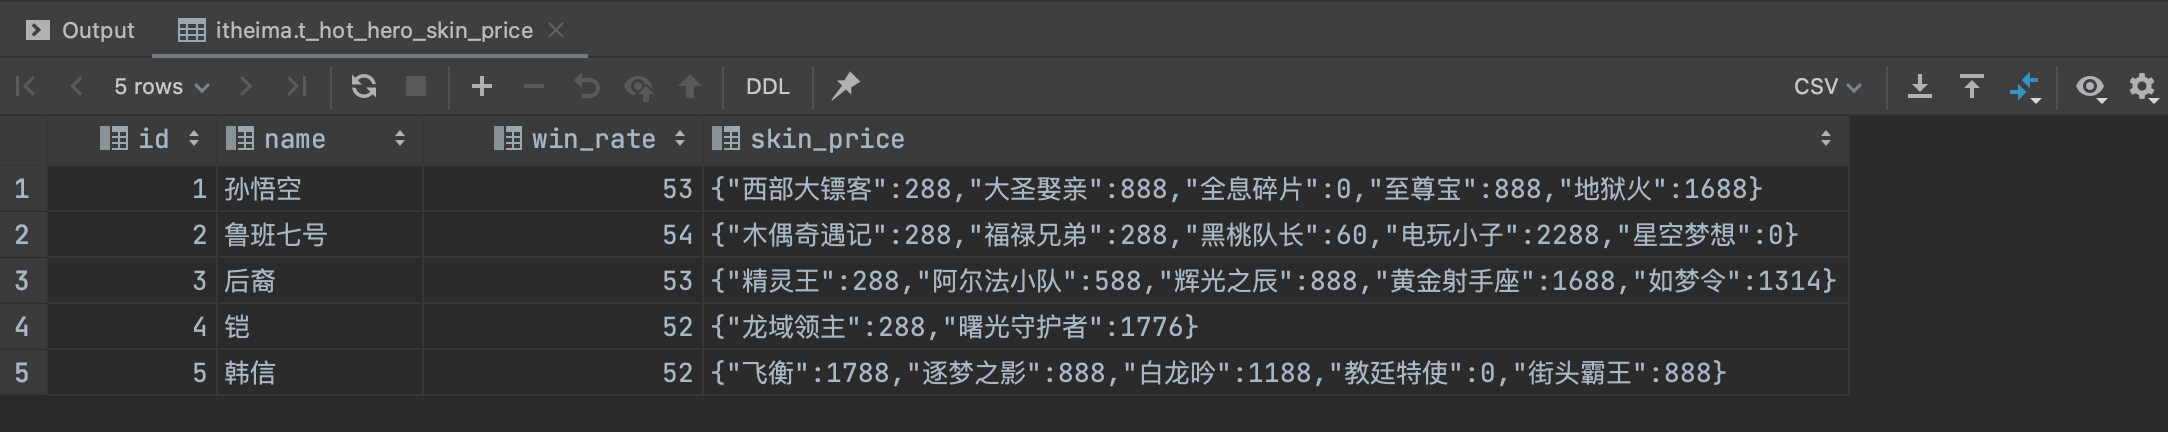 Output itheima.t_hot_hero_skin_price
5 rows DDL CSV
id name win_rate skin_price
1 1 孙悟空 53 {"西部大镖客":288,"大圣娶亲":888,"全息碎片":0,"至尊宝":888,"地狱火":1688}
2 2 鲁班七号 54 {"木偶奇遇记":288,"福禄兄弟":288,"黑桃队长":60,"电玩小子":2288,"星空梦想":0}
3 3 后裔 53 {"精灵王":288,"阿尔法小队":588,"辉光之辰":888,"黄金射手座":1688,"如梦令":1314}
4 4 铠 52 {"龙域领主":288,"曙光守护者":1776}
5 5 韩信 52 {"飞衡":1788,"逐梦之影":888,"白龙吟":1188,"教廷特使":0,"街头霸王":888}